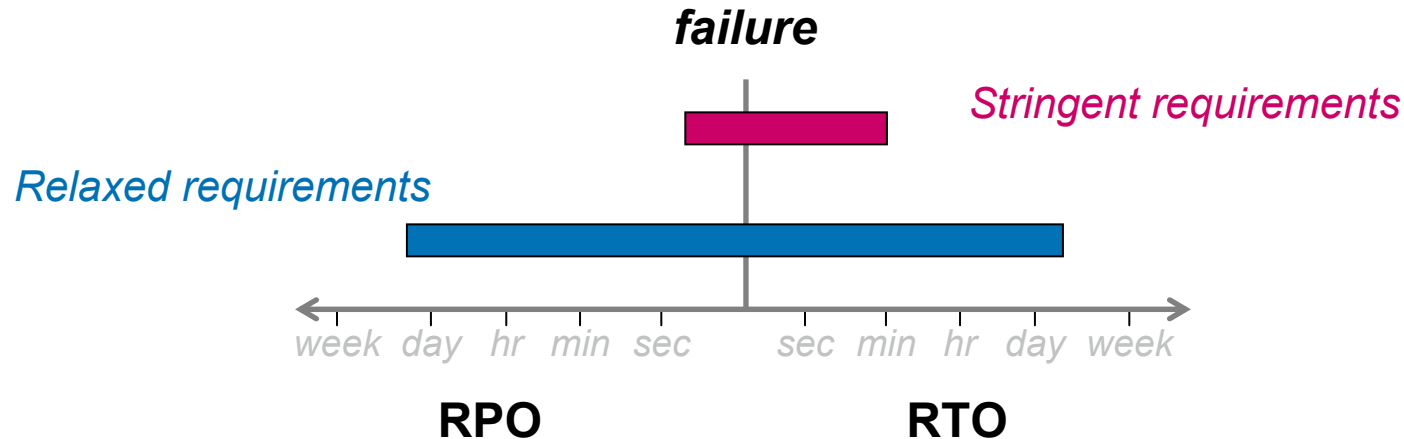 failure
Stringent requirements
Relaxed requirements
week day hr min sec sec min hr day week
RPO RTO